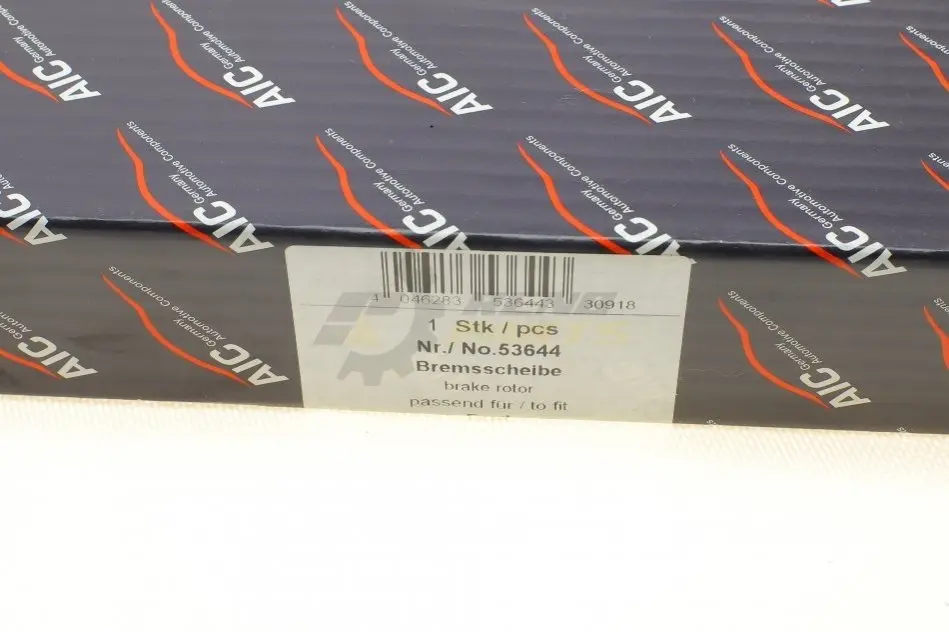 AIC Germany
Automotive Components
4 046283 536443 30918
1 Stk / pcs
Nr./ No.53644
Bremsscheibe
brake rotor
passend für / to fit